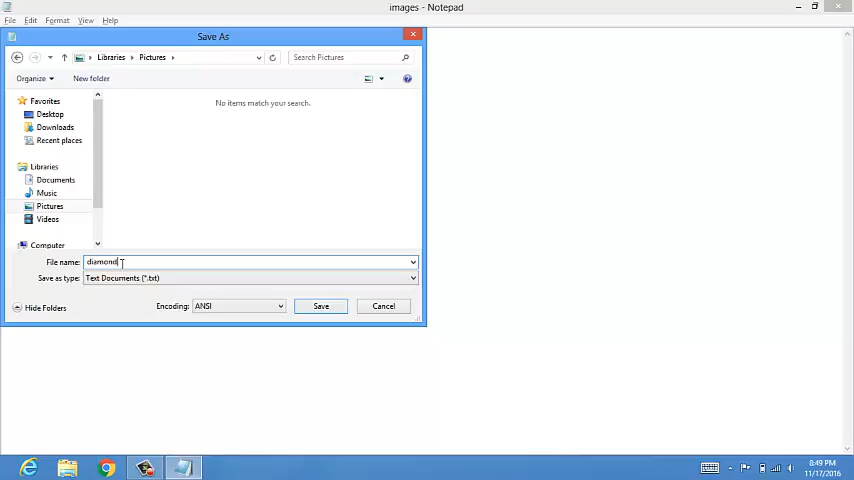 images - Notepad
File Edit Format View Help
Save As
Libraries Pictures Search Pictures
Organize New folder
Favorites
Desktop
Downloads
Recent places
Libraries
Documents
Music
Pictures
Videos
Computer
No items match your search.
File name: diamond
Save as type: Text Documents (*.txt)
Hide Folders Encoding: ANSI Save Cancel
8:49 PM
11/17/2016